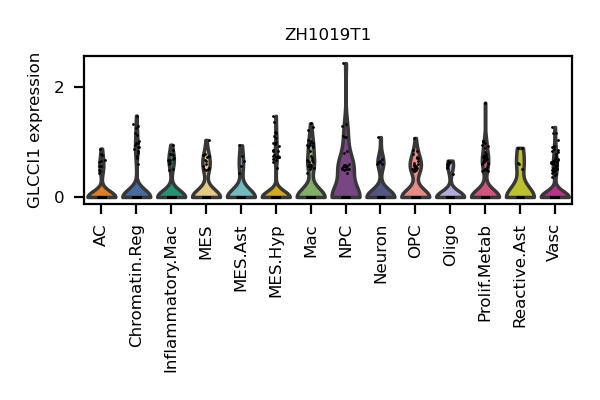 ZH1019T1
GLCCI1 expression
2
0
AC
Chromatin.Reg
Inflammatory.Mac
MES
MES.Ast
MES.Hyp
Mac
NPC
Neuron
OPC
Oligo
Prolif.Metab
Reactive.Ast
Vasc